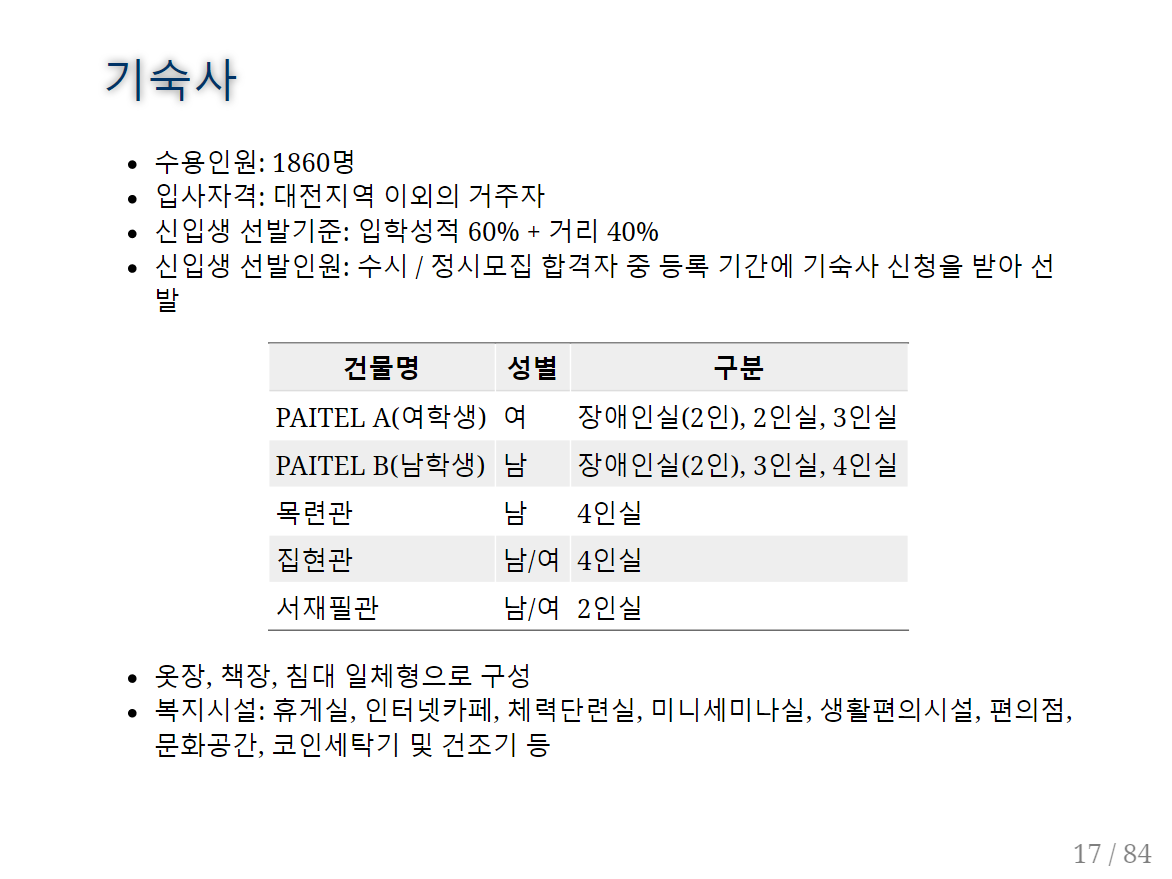 기숙사
• 수용인원: 1860명
• 입사자격: 대전지역 이외의 거주자
• 신입생 선발기준: 입학성적 60% + 거리 40%
• 신입생 선발인원: 수시 / 정시모집 합격자 중 등록 기간에 기숙사 신청을 받아 선
발
건물명 성별 구분
PAITEL A(여학생) 여 장애인실(2인), 2인실, 3인실
PAITEL B(남학생) 남 장애인실(2인), 3인실, 4인실
목련관 남 4인실
집현관 남/여 4인실
서재필관 남/여 2인실
• 옷장, 책장, 침대 일체형으로 구성
• 복지시설: 휴게실, 인터넷카페, 체력단련실, 미니세미나실, 생활편의시설, 편의점,
문화공간, 코인세탁기 및 건조기 등
17 / 84